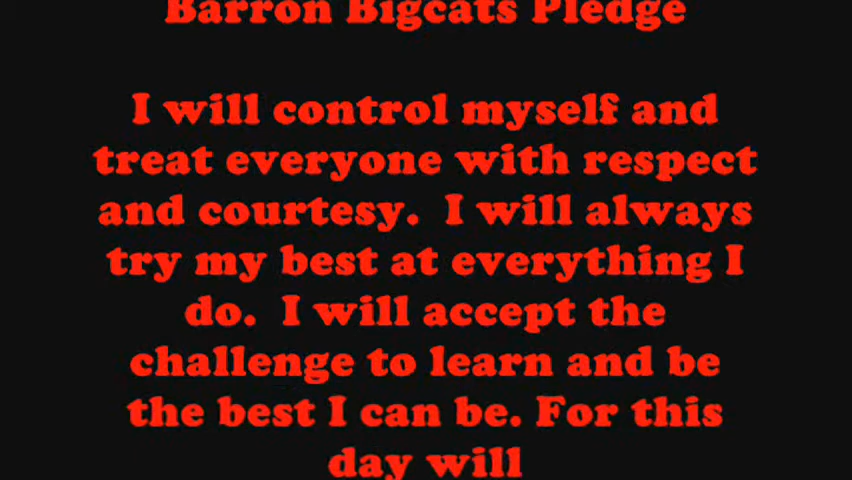 Barron Bigcats Pledge
I will control myself and
treat everyone with respect
and courtesy.  I will always
try my best at everything I
do.  I will accept the
challenge to learn and be
the best I can be. For this
day will